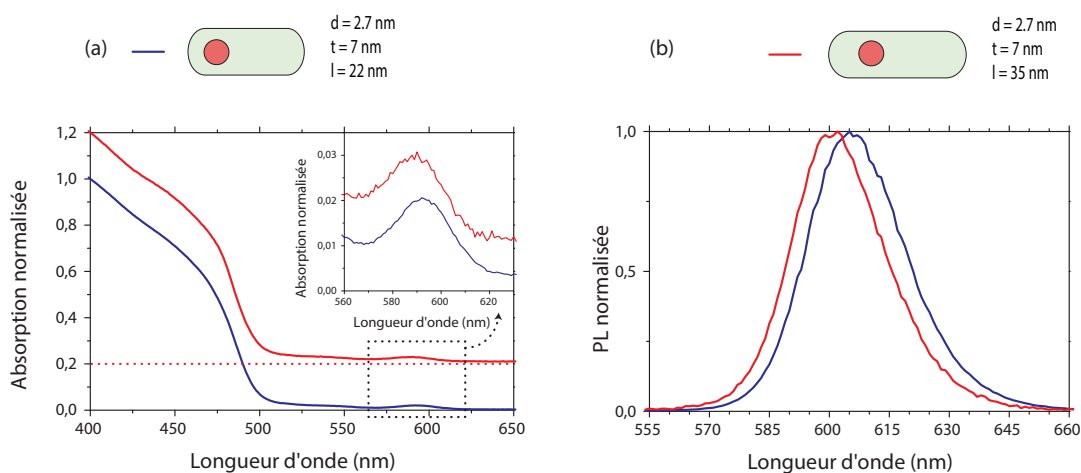 (a)
d = 2.7 nm
t = 7 nm
l = 22 nm
(b)
d = 2.7 nm
t = 7 nm
l = 35 nm
Absorption normalisée
1,2
1,0
0,8
0,6
0,4
0,2
0,0
400 450 500 550 600 650
Longueur d'onde (nm)
Absorption normalisée
0,03
0,02
0,01
0,00
560 580 600 620
Longueur d'onde (nm)
PL normalisée
1,0
0,5
1,0
555 570 585 600 615 630 645 660
Longueur d'onde (nm)